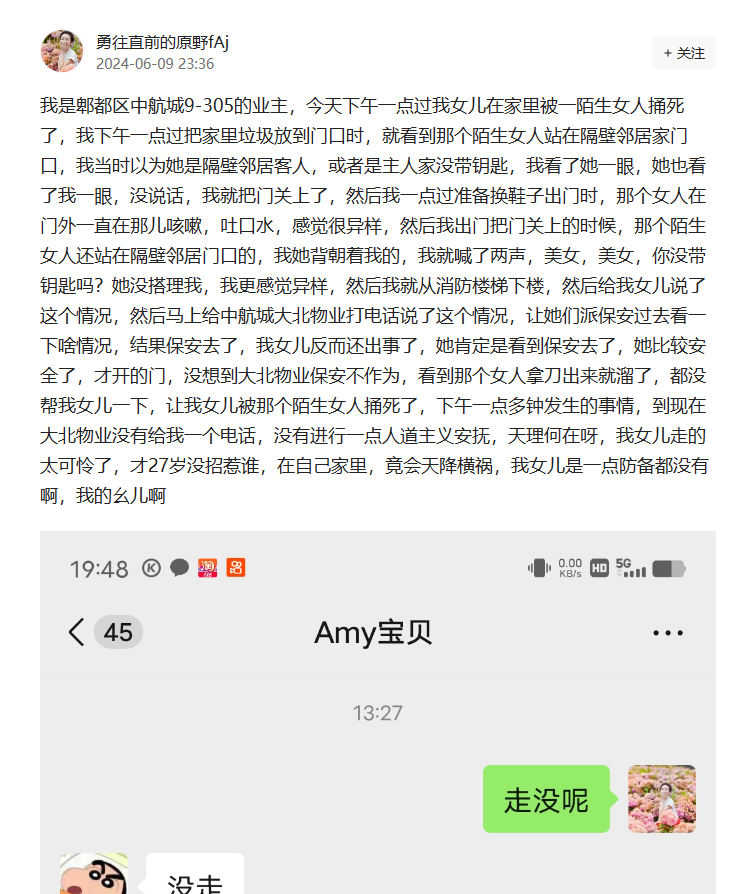 勇往直前的原野fAj
2024-06-09 23:36
+ 关注
我是郫都区中航城9-305的业主，今天下午一点过我女儿在家里被一陌生女人捅死
了，我下午一点过把家里垃圾放到门口时，就看到那个陌生女人站在隔壁邻居家门
口，我当时以为她是隔壁邻居客人，或者是主人家没带钥匙，我看了她一眼，她也看
了我一眼，没说话，我就把门关上了，然后我一点过准备换鞋子出门时，那个女人在
门外一直在那儿咳嗽，吐口水，感觉很异样，然后我出门把门关上的时候，那个陌生
女人还站在隔壁邻居门口的，我她背朝着我的，我就喊了两声，美女，美女，你没带
钥匙吗？她没搭理我，我更感觉异样，然后我就从消防楼梯下楼，然后给我女儿说了
这个情况，然后马上给中航城大北物业打电话说了这个情况，让她们派保安过去看一
下啥情况，结果保安去了，我女儿反而还出事了，她肯定是看到保安去了，她比较安
全了，才开的门，没想到大北物业保安不作为，看到那个女人拿刀出来就溜了，都没
帮我女儿一下，让我女儿被那个陌生女人捅死了，下午一点多钟发生的事情，到现在
大北物业没有给我一个电话，没有进行一点人道主义安抚，天理何在呀，我女儿走的
太可怜了，才27岁没招惹谁，在自己家里，竟会天降横祸，我女儿是一点防备都没有
啊，我的幺儿啊
19:48 0.00 KB/s HD 5G
45 Amy宝贝
13:27
走没呢
没走